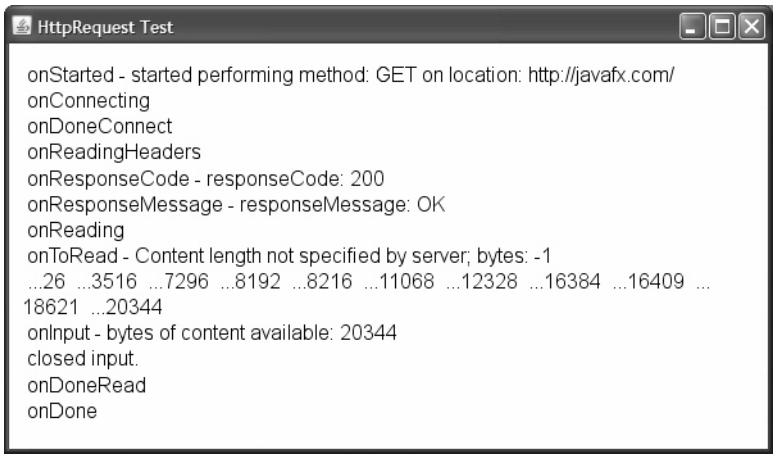 HttpRequest Test
onStarted - started performing method: GET on location: http://javafx.com/
onConnecting
onDoneConnect
onReadingHeaders
onResponseCode - responseCode: 200
onResponseMessage - responseMessage: OK
onReading
onToRead - Content length not specified by server; bytes: -1
...26 ...3516 ...7296 ...8192 ...8216 ...11068 ...12328 ...16384 ...16409 ...
18621 ...20344
onInput - bytes of content available: 20344
closed input.
onDoneRead
onDone